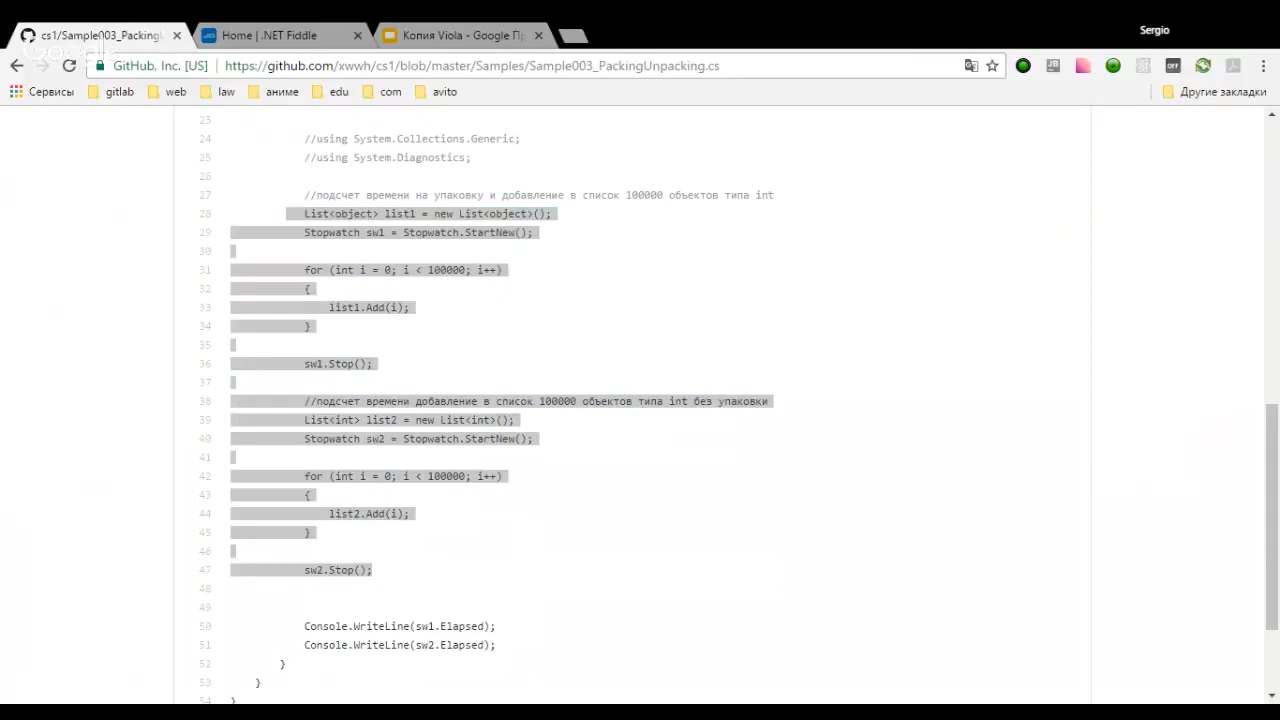 Sergio
cs1/Sample003_Packing
Home | .NET Fiddle
Копия Viola - Google П
Google
GitHub, Inc. [US]
https://github.com/xwwh/cs1/blob/master/Samples/Sample003_PackingUnpacking.cs
Сервисы
gitlab
web
law
аниме
edu
com
avito
Другие закладки
23
24 //using System.Collections.Generic;
25 //using System.Diagnostics;
26
27 //подсчет времени на упаковку и добавление в список 100000 объектов типа int
28 List<object> list1 = new List<object>();
29 Stopwatch sw1 = Stopwatch.StartNew();
30
31 for (int i = 0; i < 100000; i++)
32 {
33 list1.Add(i);
34 }
35
36 sw1.Stop();
37
38 //подсчет времени добавление в список 100000 объектов типа int без упаковки
39 List<int> list2 = new List<int>();
40 Stopwatch sw2 = Stopwatch.StartNew();
41
42 for (int i = 0; i < 100000; i++)
43 {
44 list2.Add(i);
45 }
46
47 sw2.Stop();
48
49
50 Console.WriteLine(sw1.Elapsed);
51 Console.WriteLine(sw2.Elapsed);
52 }
53 }
54 }